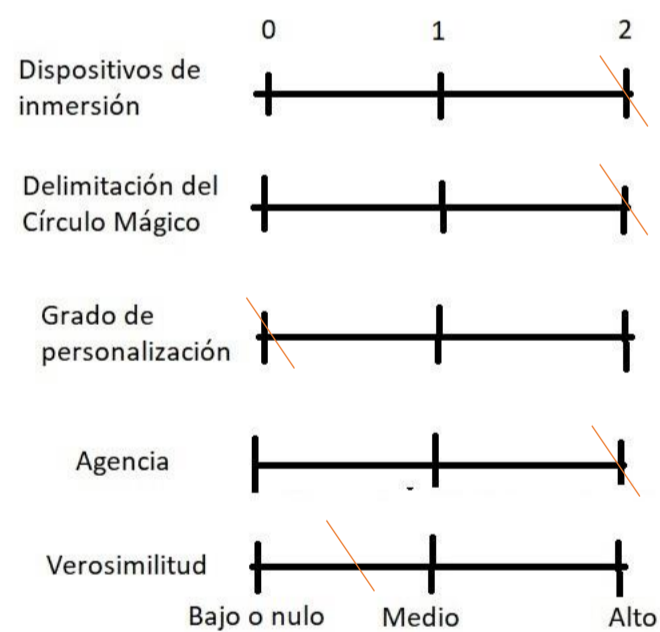 0 1 2
Dispositivos de
inmersión
Delimitación del
Círculo Mágico
Grado de
personalización
Agencia
Verosimilitud
Bajo o nulo Medio Alto